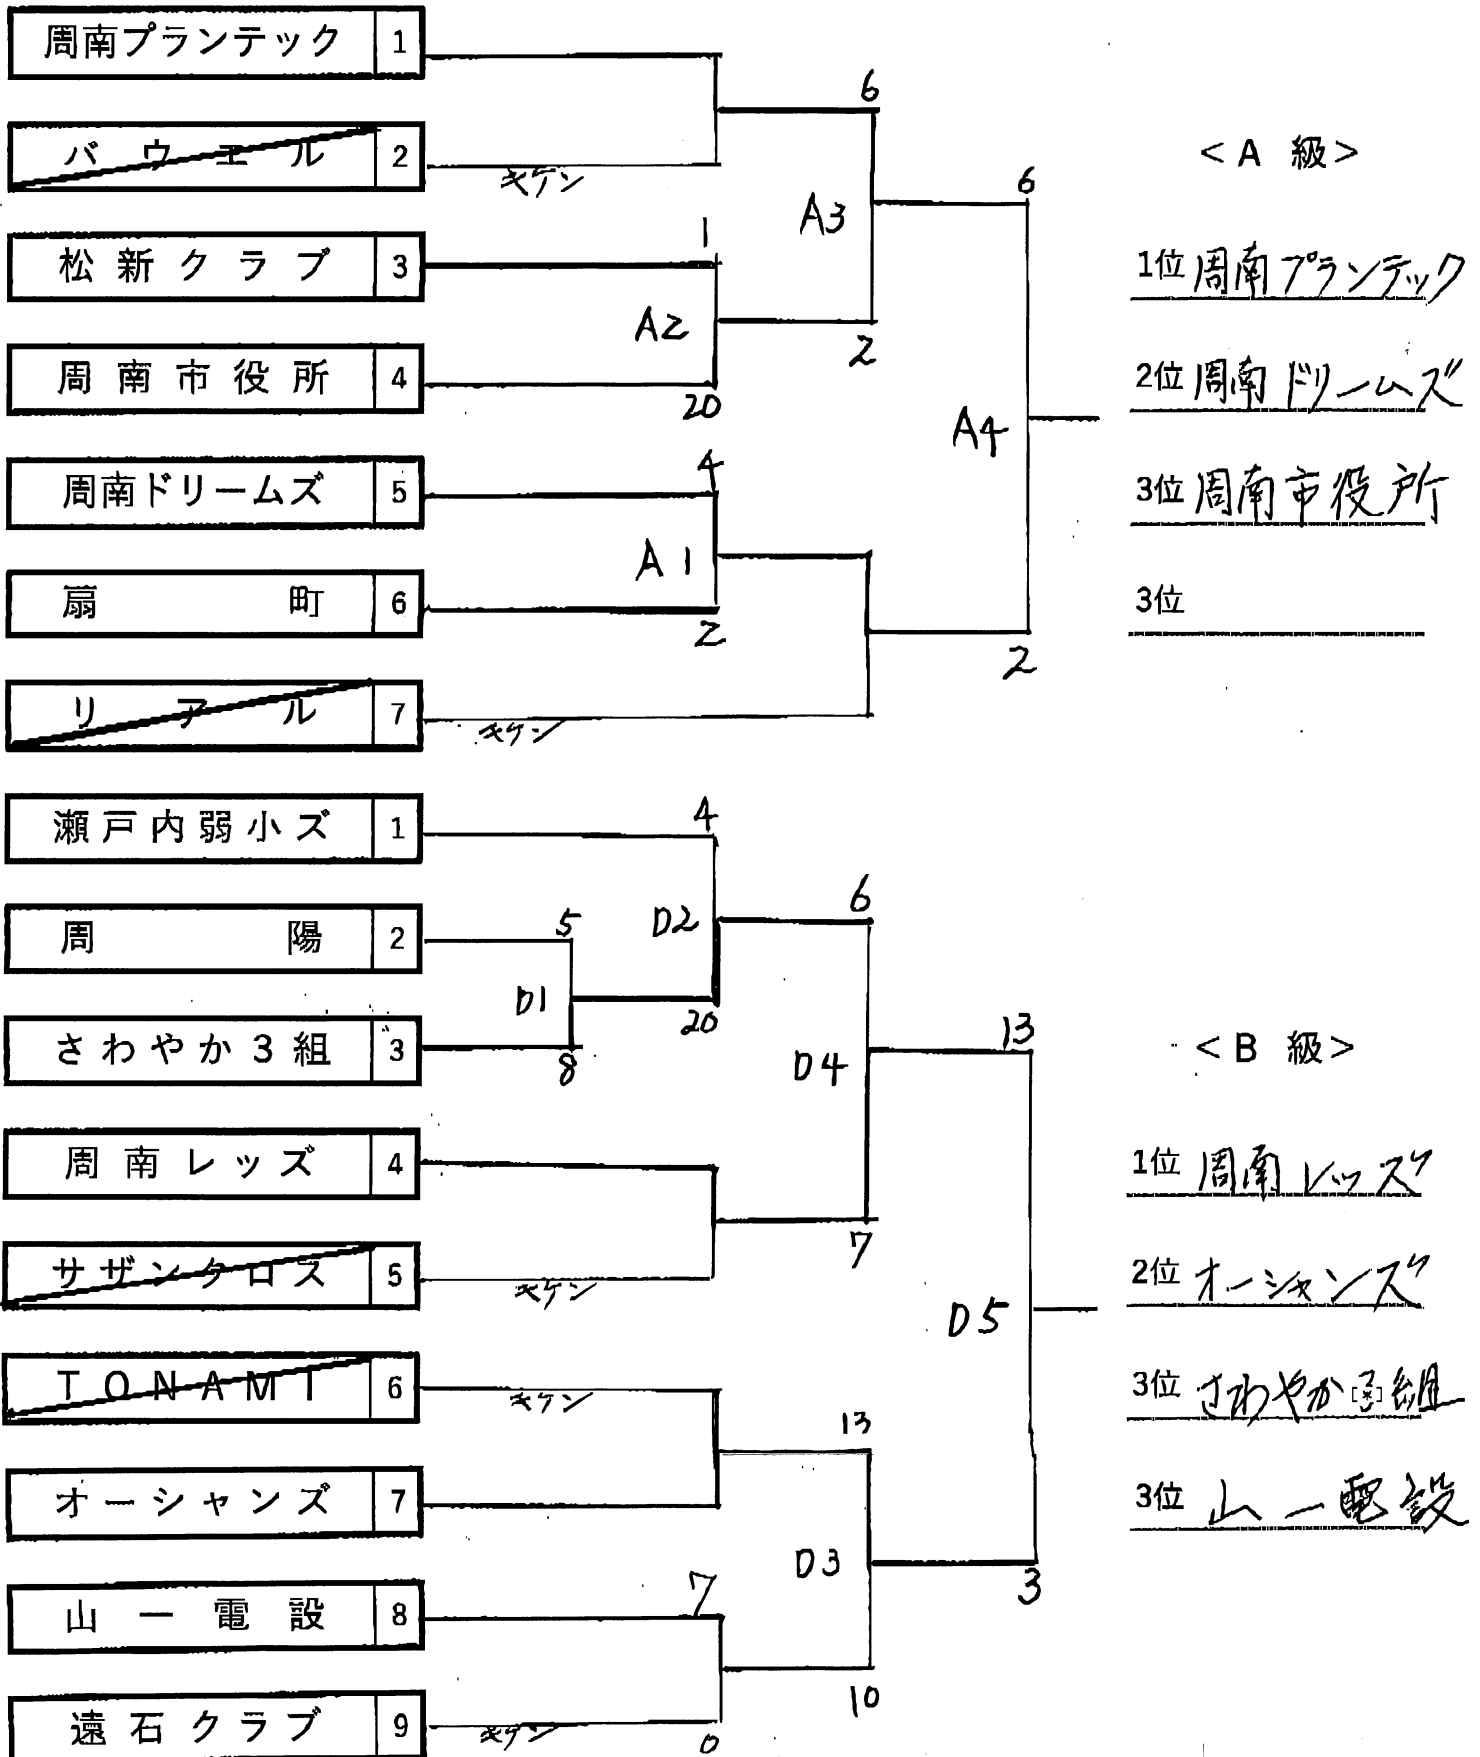 周南プランテック 1
6
バウエル 2
キケン
<A 級>
6
A3
1
松新クラブ 3
1位 周南プランテック
A2
2
周南市役所 4
20
2位 周南ドリームズ
A4
4
周南ドリームズ 5
3位 周南市役所
A1
扇町 6
2
3位
2
リアル 7
キケン
瀬戸内弱小ズ 1
4
6
周陽 2
5
D2
D1
20
13
さわやか3組 3
8
D4
<B 級>
周南レッズ 4
1位 周南レッズ
7
サザンクロス 5
キケン
2位 オーシャンズ
D5
TONAMI 6
キケン
3位 さわやか3組
13
オーシャンズ 7
3位 山一電設
D3
7
3
山一電設 8
10
遠石クラブ 9
キケン
0